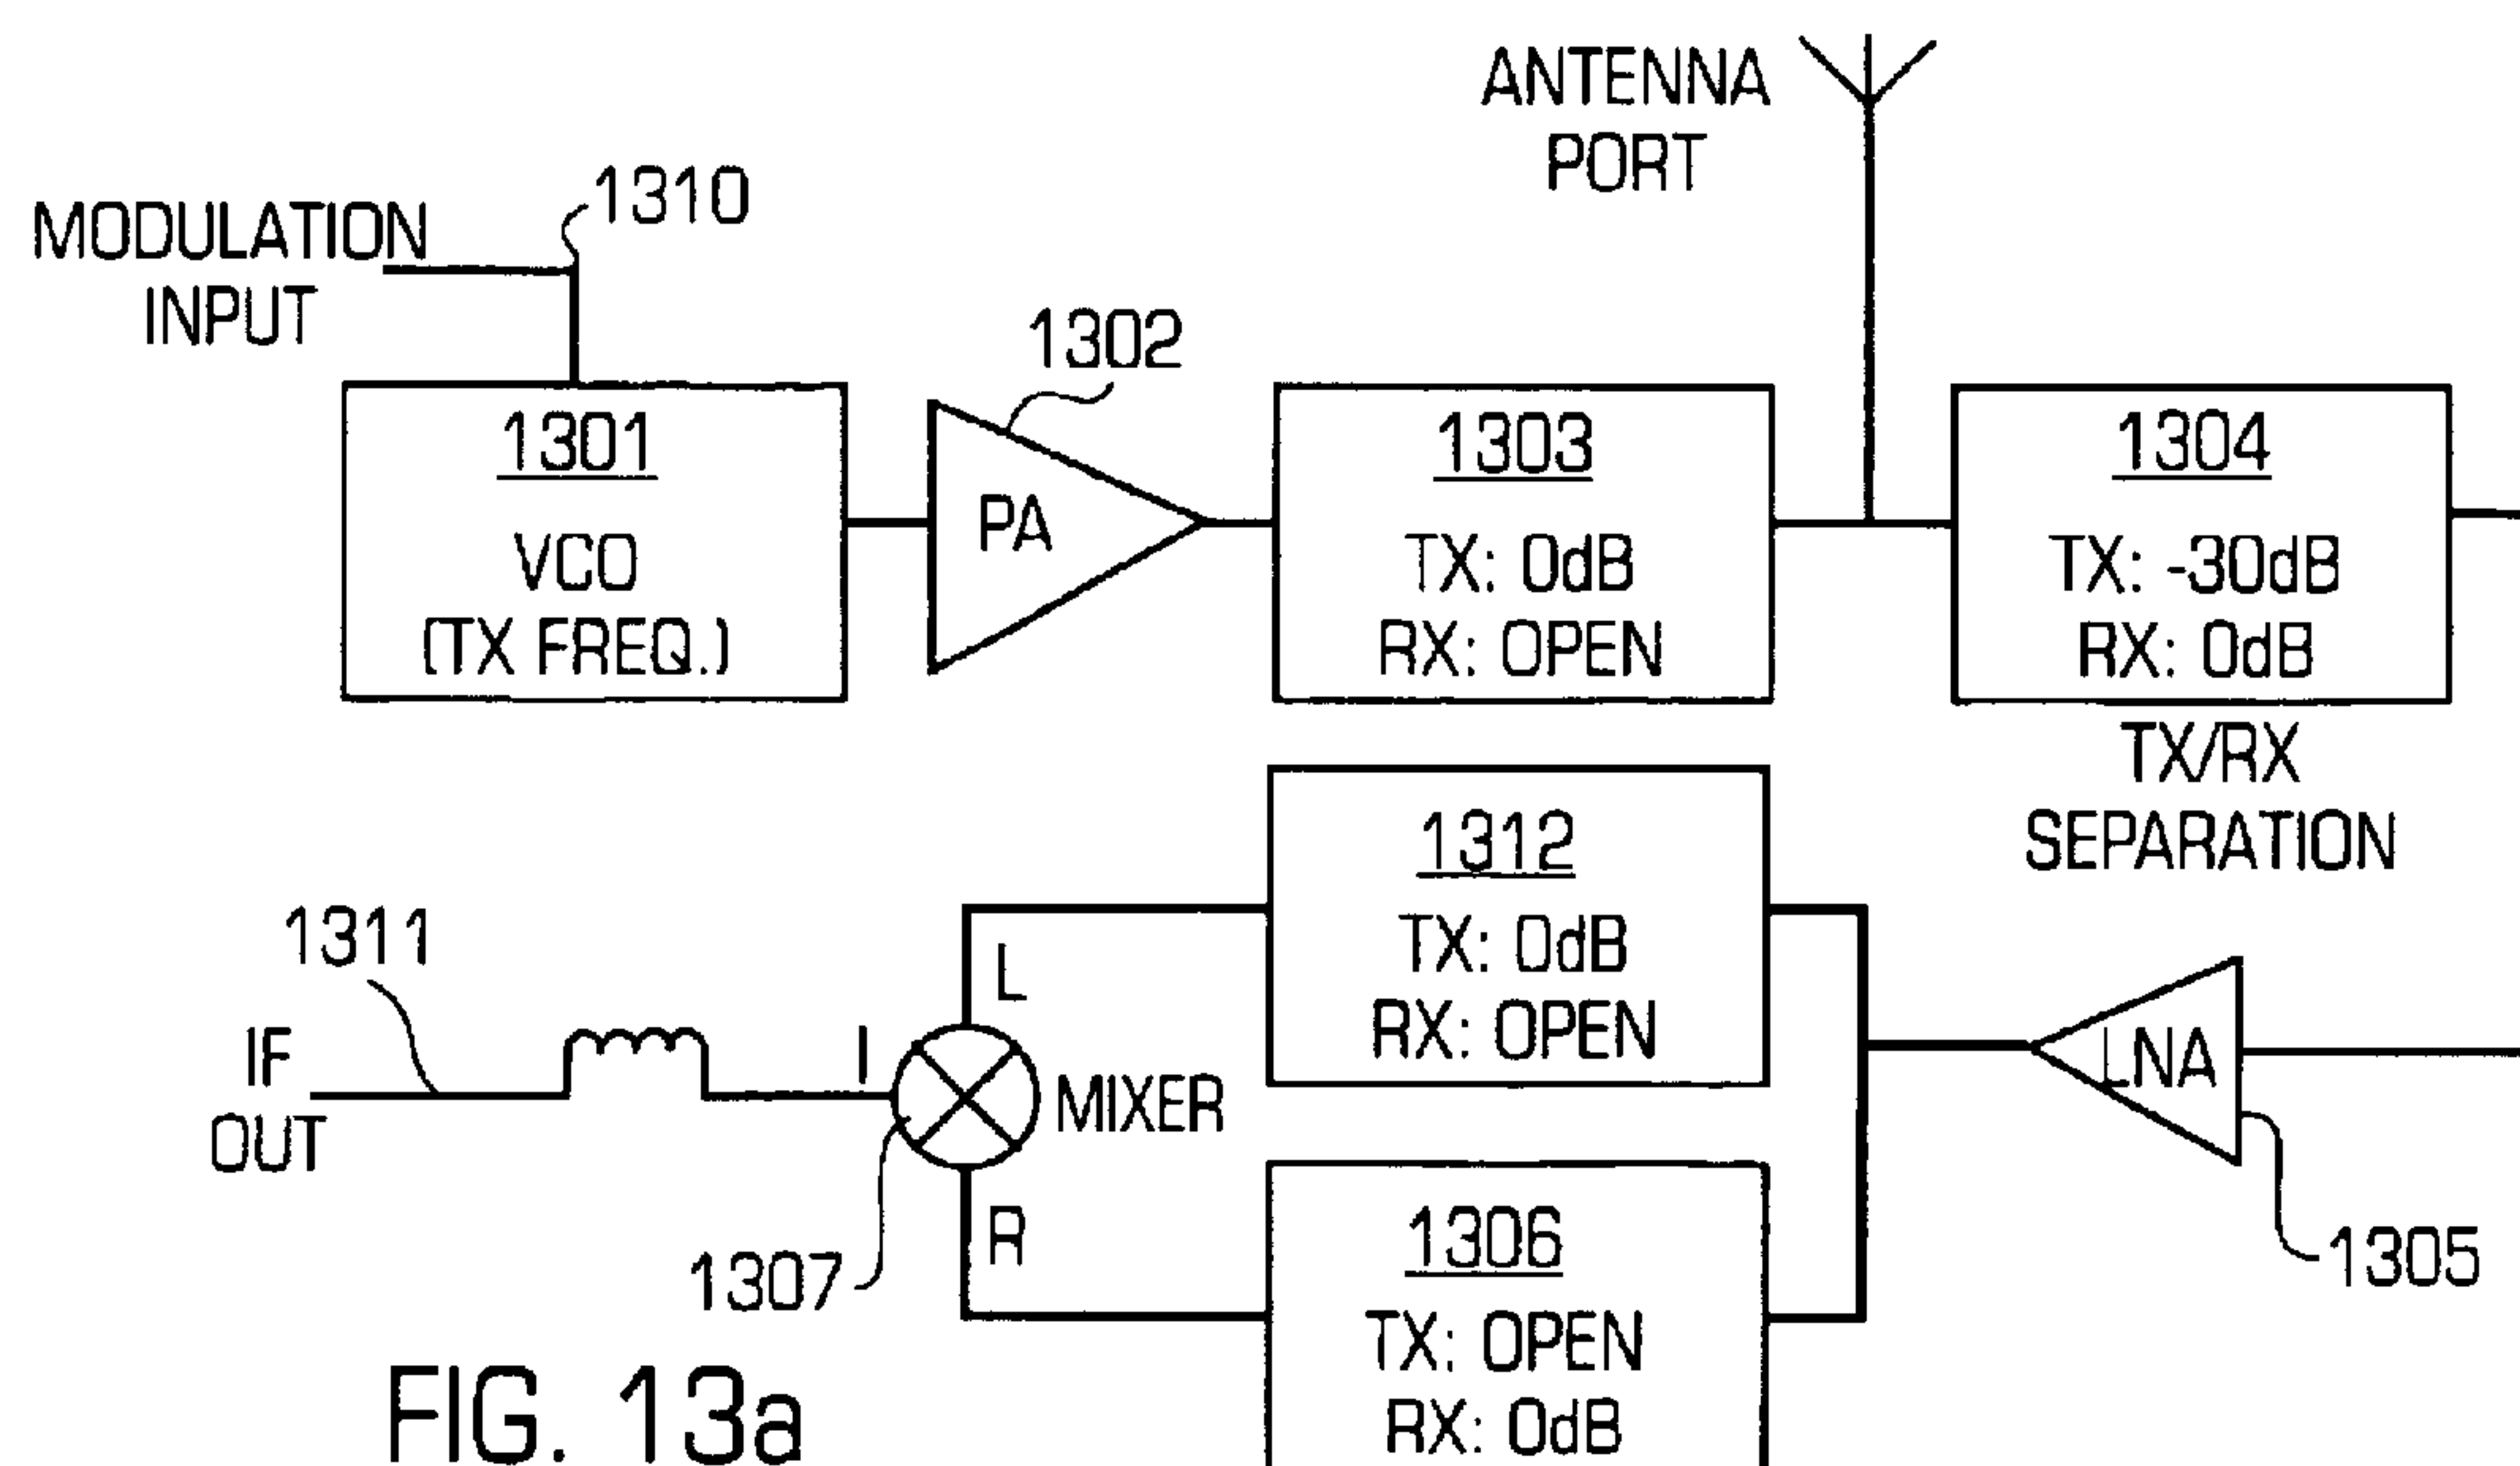 ANTENNA
PORT
1310
MODULATION
INPUT
1302
1301
VCO
(TX FREQ.)
PA
1303
TX: 0dB
RX: OPEN
1304
TX: -30dB
RX: 0dB
TX/RX
SEPARATION
1312
TX: 0dB
RX: OPEN
1311
IF
OUT
L
I
MIXER
R
1307
LNA
1305
1306
TX: OPEN
RX: 0dB
FIG. 13a